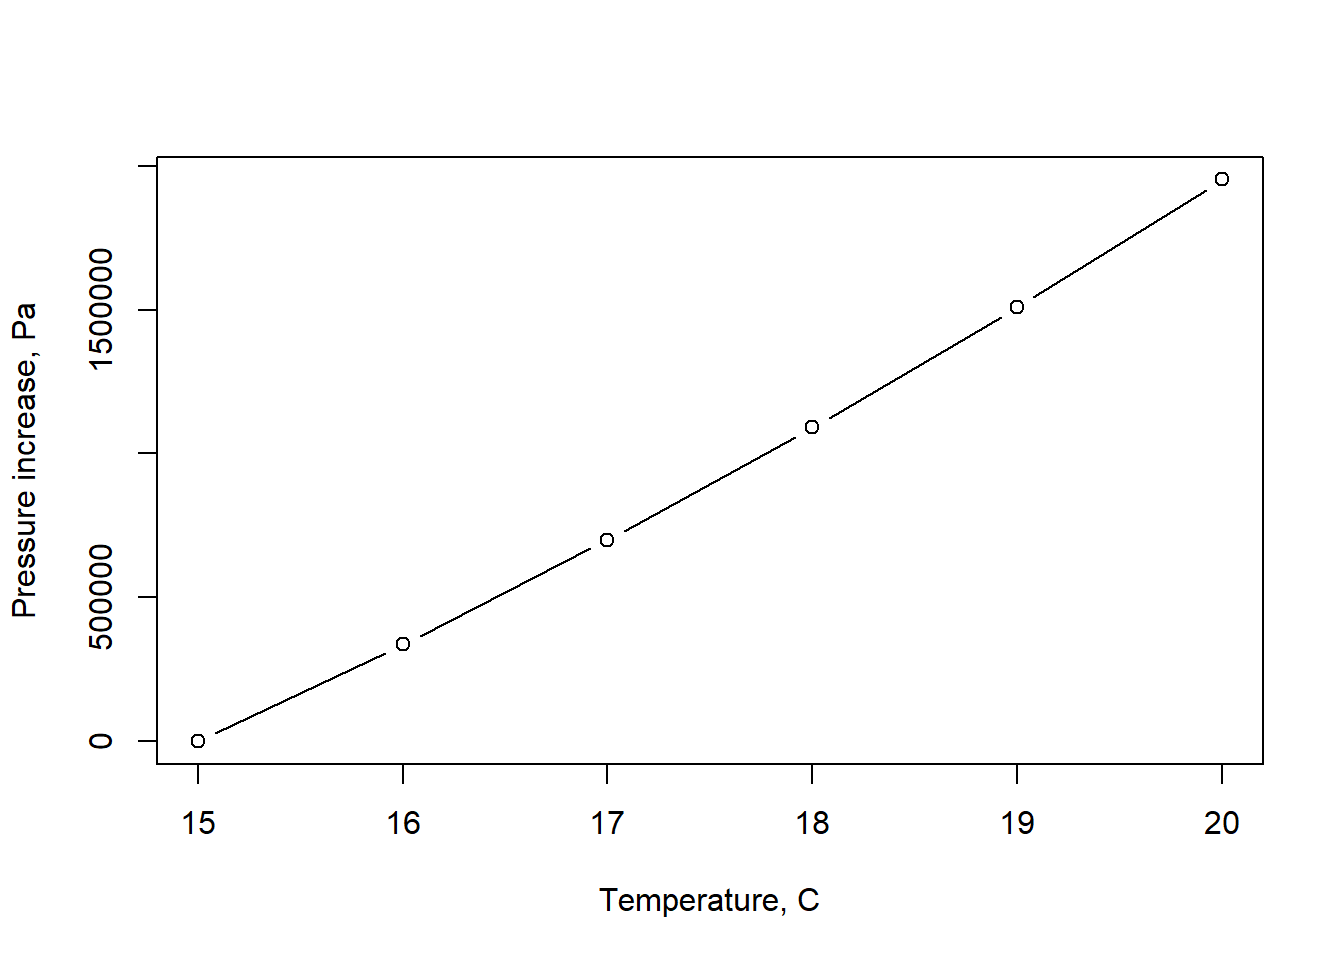 Pressure increase, Pa
1500000
500000
0
15 16 17 18 19 20
Temperature, C